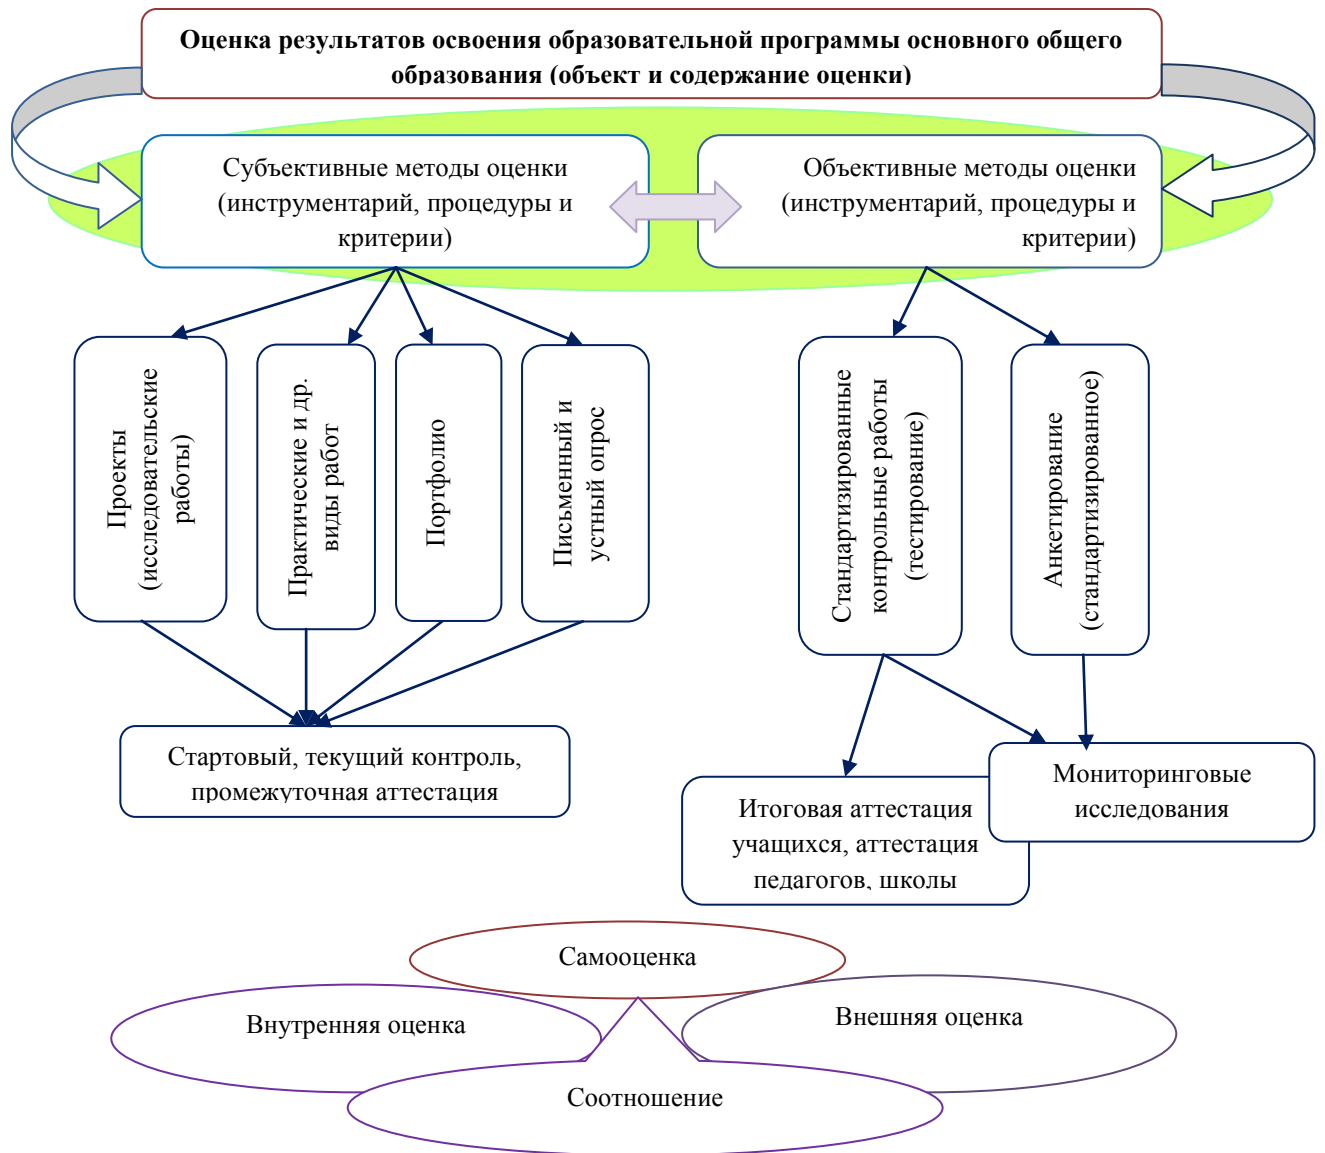 Оценка результатов освоения образовательной программы основного общего
образования (объект и содержание оценки)
Субъективные методы оценки
(инструментарий, процедуры и
критерии)
Объективные методы оценки
(инструментарий, процедуры и
критерии)
Проекты
(исследовательские
работы)
Практические и др.
виды работ
Портфолио
Письменный и
устный опрос
Стандартизированные
контрольные работы
(тестирование)
Анкетирование
(стандартизированное)
Стартовый, текущий контроль,
промежуточная аттестация
Итоговая аттестация
учащихся, аттестация
педагогов, школы
Мониторинговые
исследования
Самооценка
Внутренняя оценка
Внешняя оценка
Соотношение